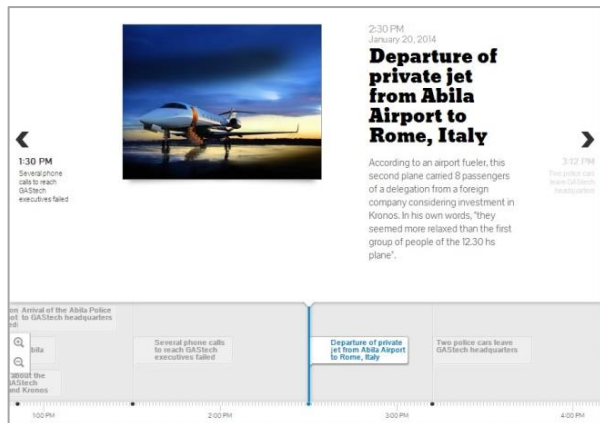 2:30 PM
January 20, 2014
Departure of
private jet
from Abila
Airport to
Rome, Italy
According to an airport fueler, this
second plane carried 8 passengers
of a delegation from a foreign
company considering investment in
Kronos. In his own words, "they
seemed more relaxed than the first
group of people of the 12.30 hs
plane".
1:30 PM
Several phone
calls to reach
GAStech
executives failed
3:12 PM
Two police cars
leave GAStech
headquarters
on Arrival of the Abila Police
to GAStech headquarters
Several phone calls
to reach GAStech
executives failed
Departure of private
jet from Abila Airport
to Rome, Italy
Two police cars leave
GAStech headquarters
bila
about the
GAStech
nd Kronos
1:00 PM
2:00 PM
3:00 PM
4:00 PM